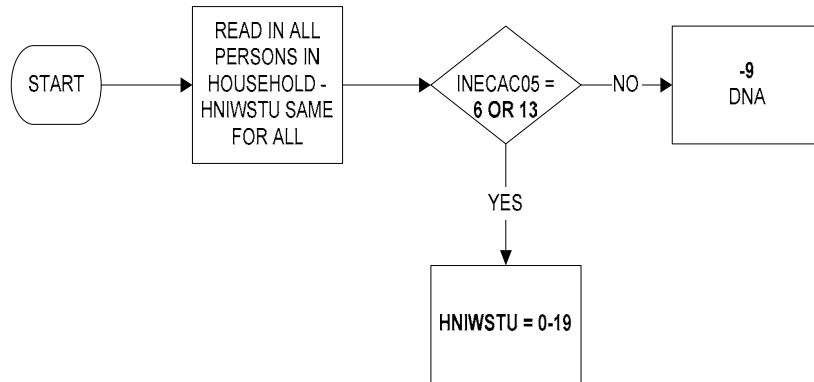 START
READ IN ALL
PERSONS IN
HOUSEHOLD -
HNIWSTU SAME
FOR ALL
INECAC05 =
6 OR 13
NO
-9
DNA
YES
HNIWSTU = 0-19